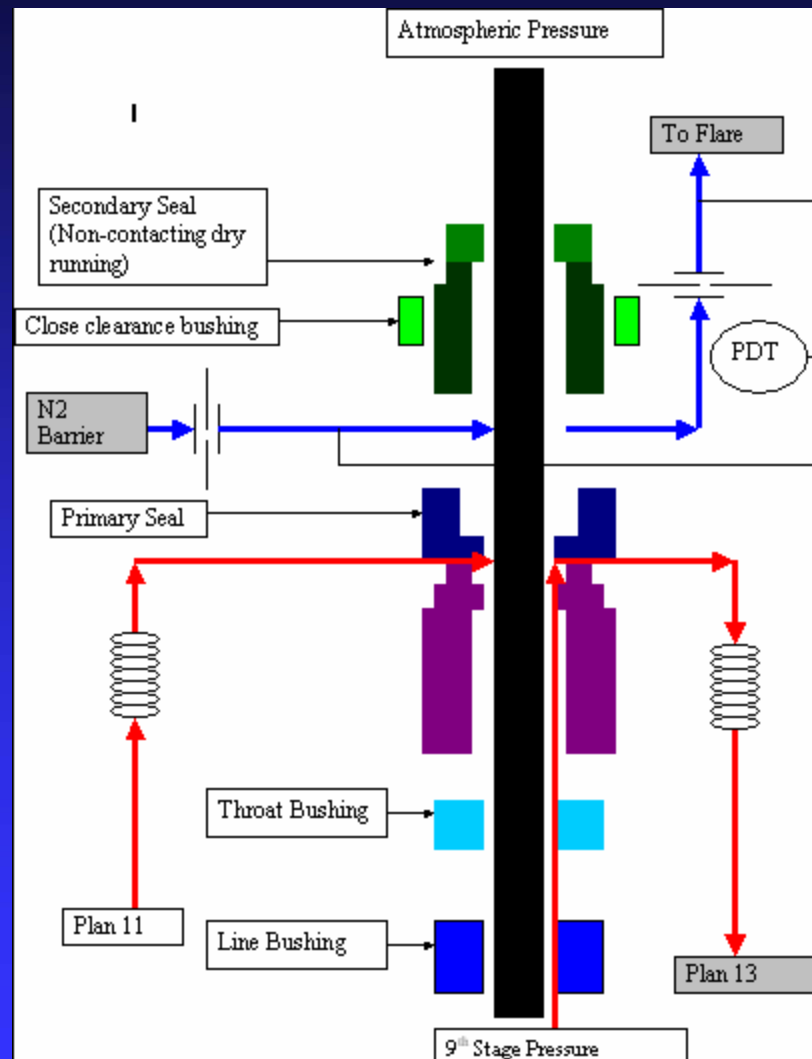 Atmospheric Pressure
To Flare
Secondary Seal
(Non-contacting dry
running)
Close clearance bushing
PDT
N2
Barrier
Primary Seal
Throat Bushing
Plan 11
Line Bushing
Plan 13
9th Stage Pressure